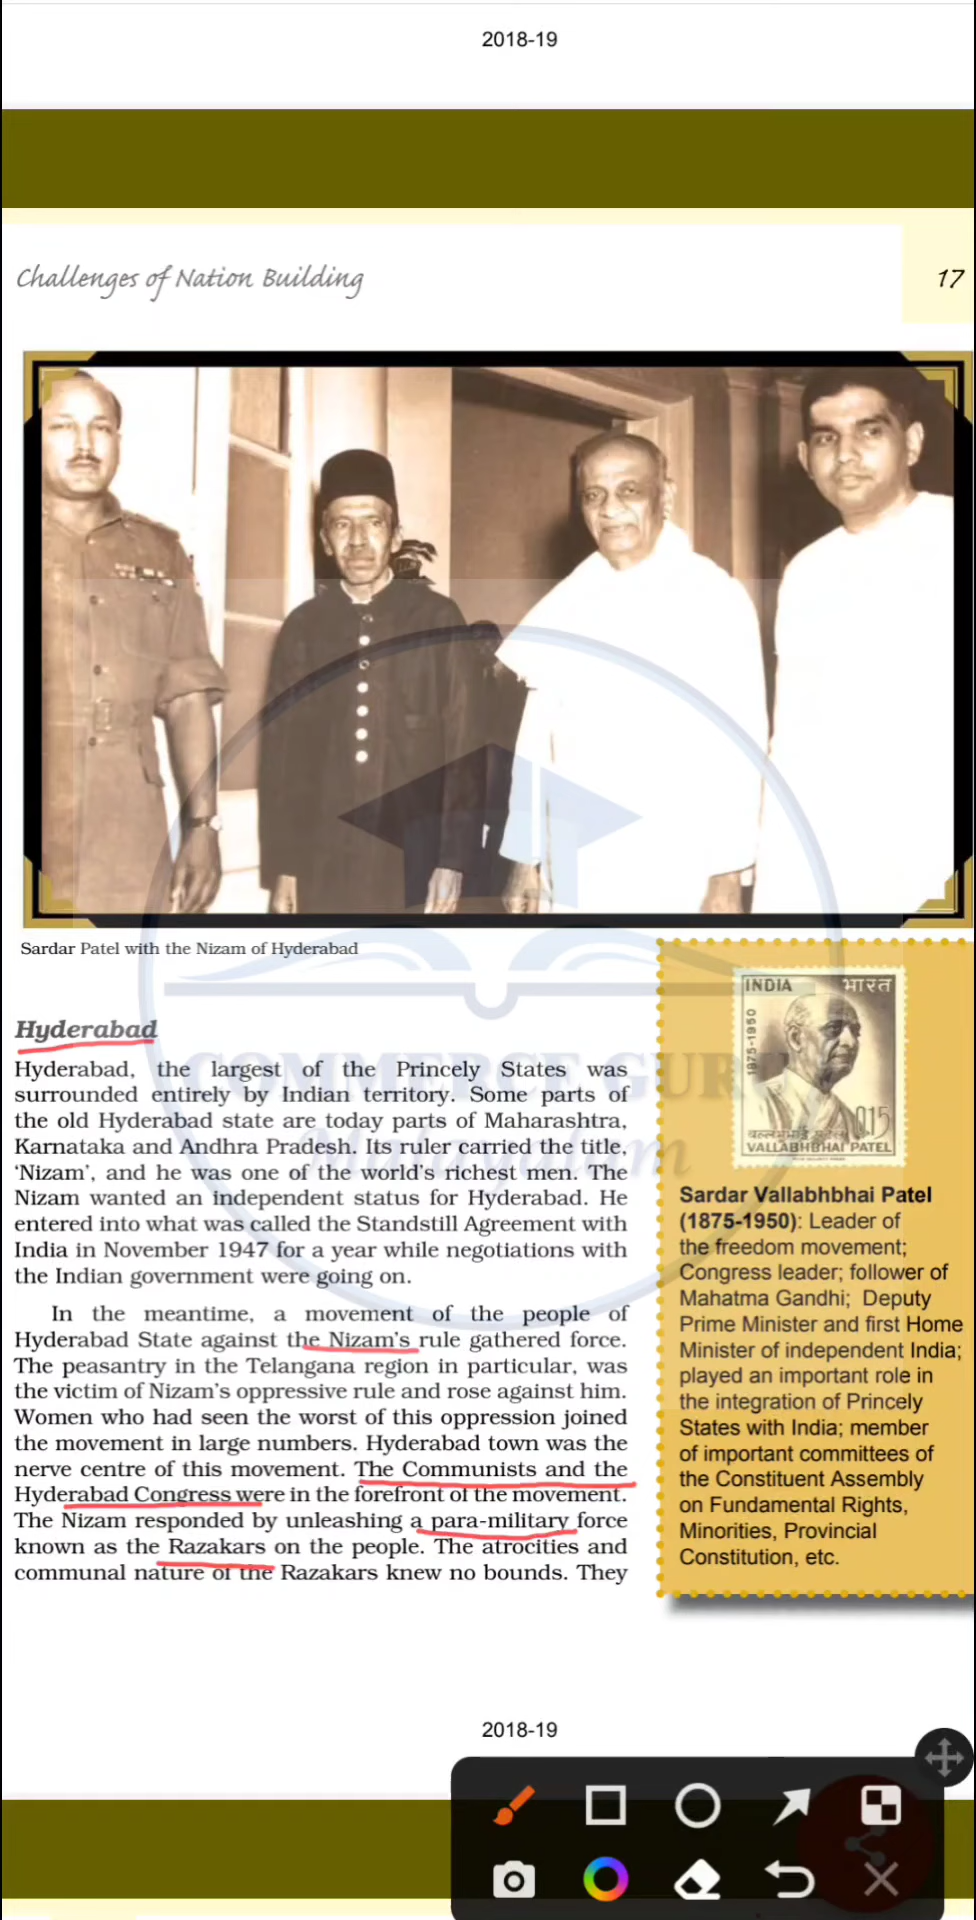 2018-19
Challenges of Nation Building
17
Sardar Patel with the Nizam of Hyderabad
Hyderabad
Hyderabad, the largest of the Princely States was
surrounded entirely by Indian territory. Some parts of
the old Hyderabad state are today parts of Maharashtra,
Karnataka and Andhra Pradesh. Its ruler carried the title,
‘Nizam’, and he was one of the world’s richest men. The
Nizam wanted an independent status for Hyderabad. He
entered into what was called the Standstill Agreement with
India in November 1947 for a year while negotiations with
the Indian government were going on.
In the meantime, a movement of the people of
Hyderabad State against the Nizam’s rule gathered force.
The peasantry in the Telangana region in particular, was
the victim of Nizam’s oppressive rule and rose against him.
Women who had seen the worst of this oppression joined
the movement in large numbers. Hyderabad town was the
nerve centre of this movement. The Communists and the
Hyderabad Congress were in the forefront of the movement.
The Nizam responded by unleashing a para-military force
known as the Razakars on the people. The atrocities and
communal nature of the Razakars knew no bounds. They
INDIA भारत
1875-1950
0.15
VALLABHBHAI PATEL
Sardar Vallabhbhai Patel
(1875-1950): Leader of
the freedom movement;
Congress leader; follower of
Mahatma Gandhi; Deputy
Prime Minister and first Home
Minister of independent India;
played an important role in
the integration of Princely
States with India; member
of important committees of
the Constituent Assembly
on Fundamental Rights,
Minorities, Provincial
Constitution, etc.
COMMERCE GURU
Malayalam
2018-19